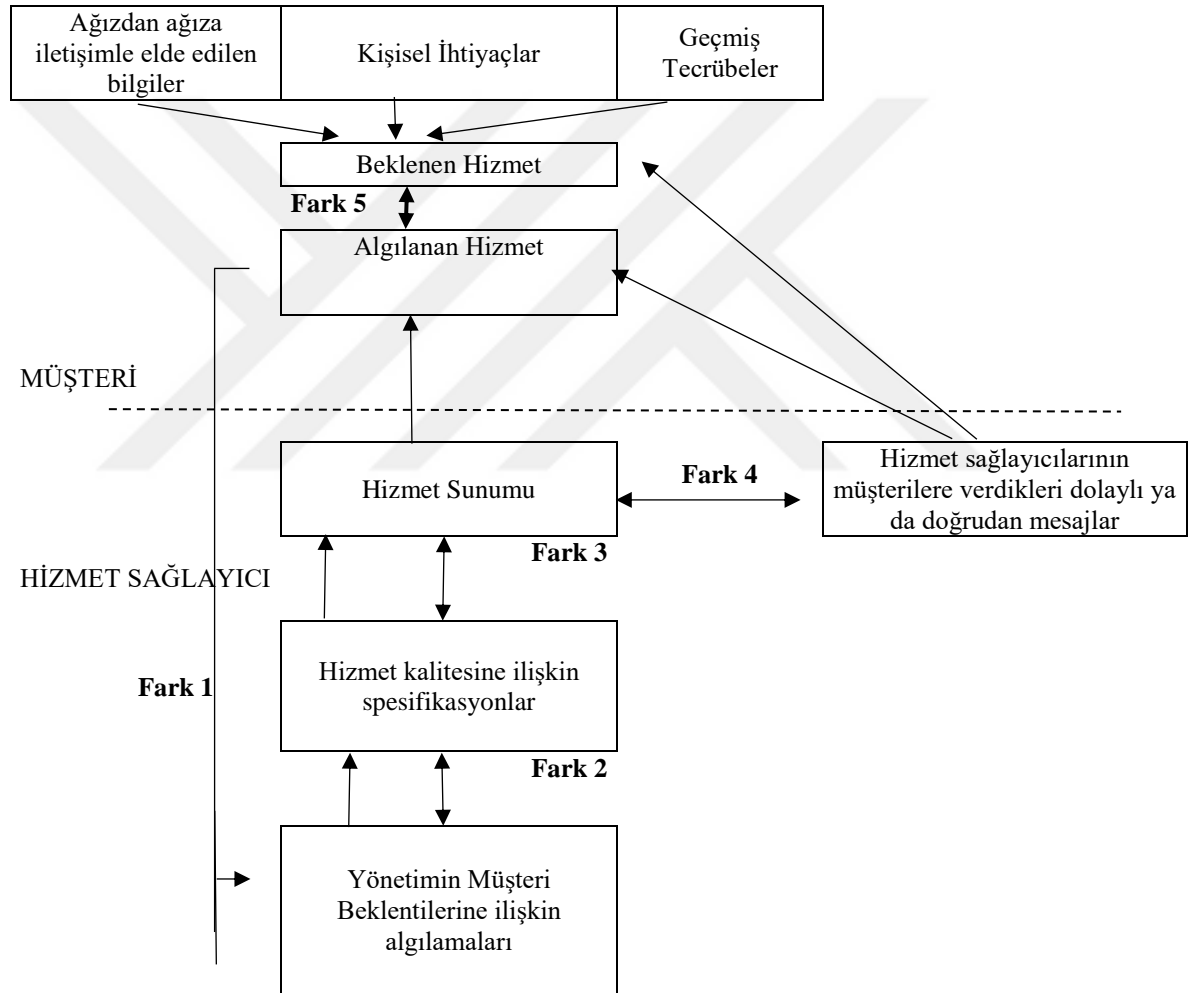 Ağızdan ağıza
iletişimle elde edilen
bilgiler
Kişisel İhtiyaçlar
Geçmiş
Tecrübeler
Beklenen Hizmet
Fark 5
Algılanan Hizmet
MÜŞTERİ
Hizmet Sunumu
Fark 4
Hizmet sağlayıcılarının
müşterilere verdikleri dolaylı ya
da doğrudan mesajlar
Fark 3
HİZMET SAĞLAYICI
Hizmet kalitesine ilişkin
spesifikasyonlar
Fark 1
Fark 2
Yönetimin Müşteri
Beklentilerine ilişkin
algılamaları